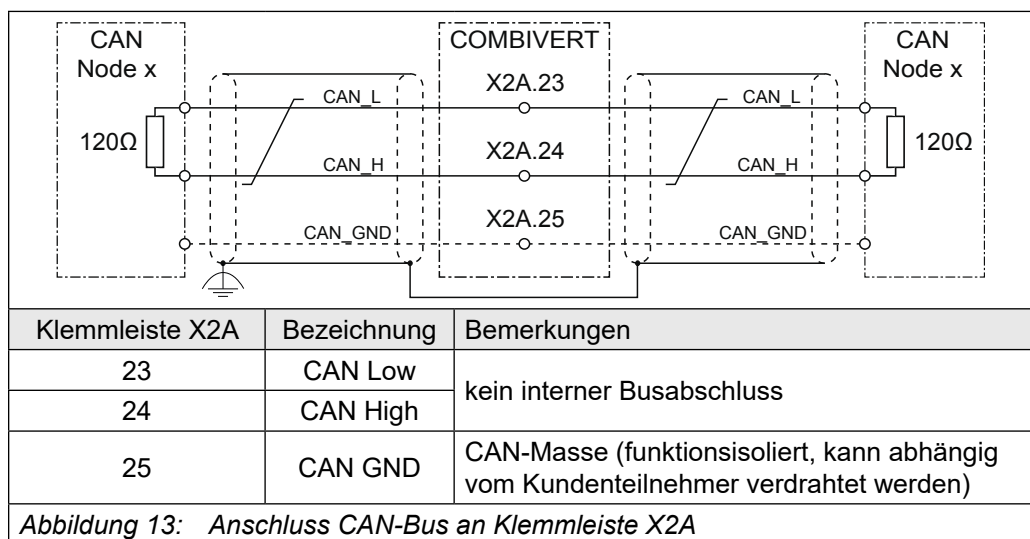 CAN
Node x
COMBIVERT
CAN
Node x
X2A.23
CAN_L
CAN_L
120Ω
X2A.24
120Ω
CAN_H
CAN_H
X2A.25
CAN_GND
CAN_GND
Klemmleiste X2A Bezeichnung Bemerkungen
23 CAN Low
kein interner Busabschluss
24 CAN High
25 CAN GND CAN-Masse (funktionsisoliert, kann abhängig
vom Kundenteilnehmer verdrahtet werden)
Abbildung 13: Anschluss CAN-Bus an Klemmleiste X2A